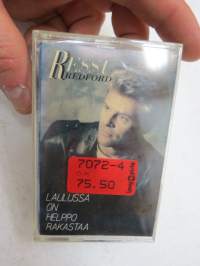 RESSU
REDFORD
7072-4
75.50
LAULUSSA
ON
HELPPO
RAKASTAA